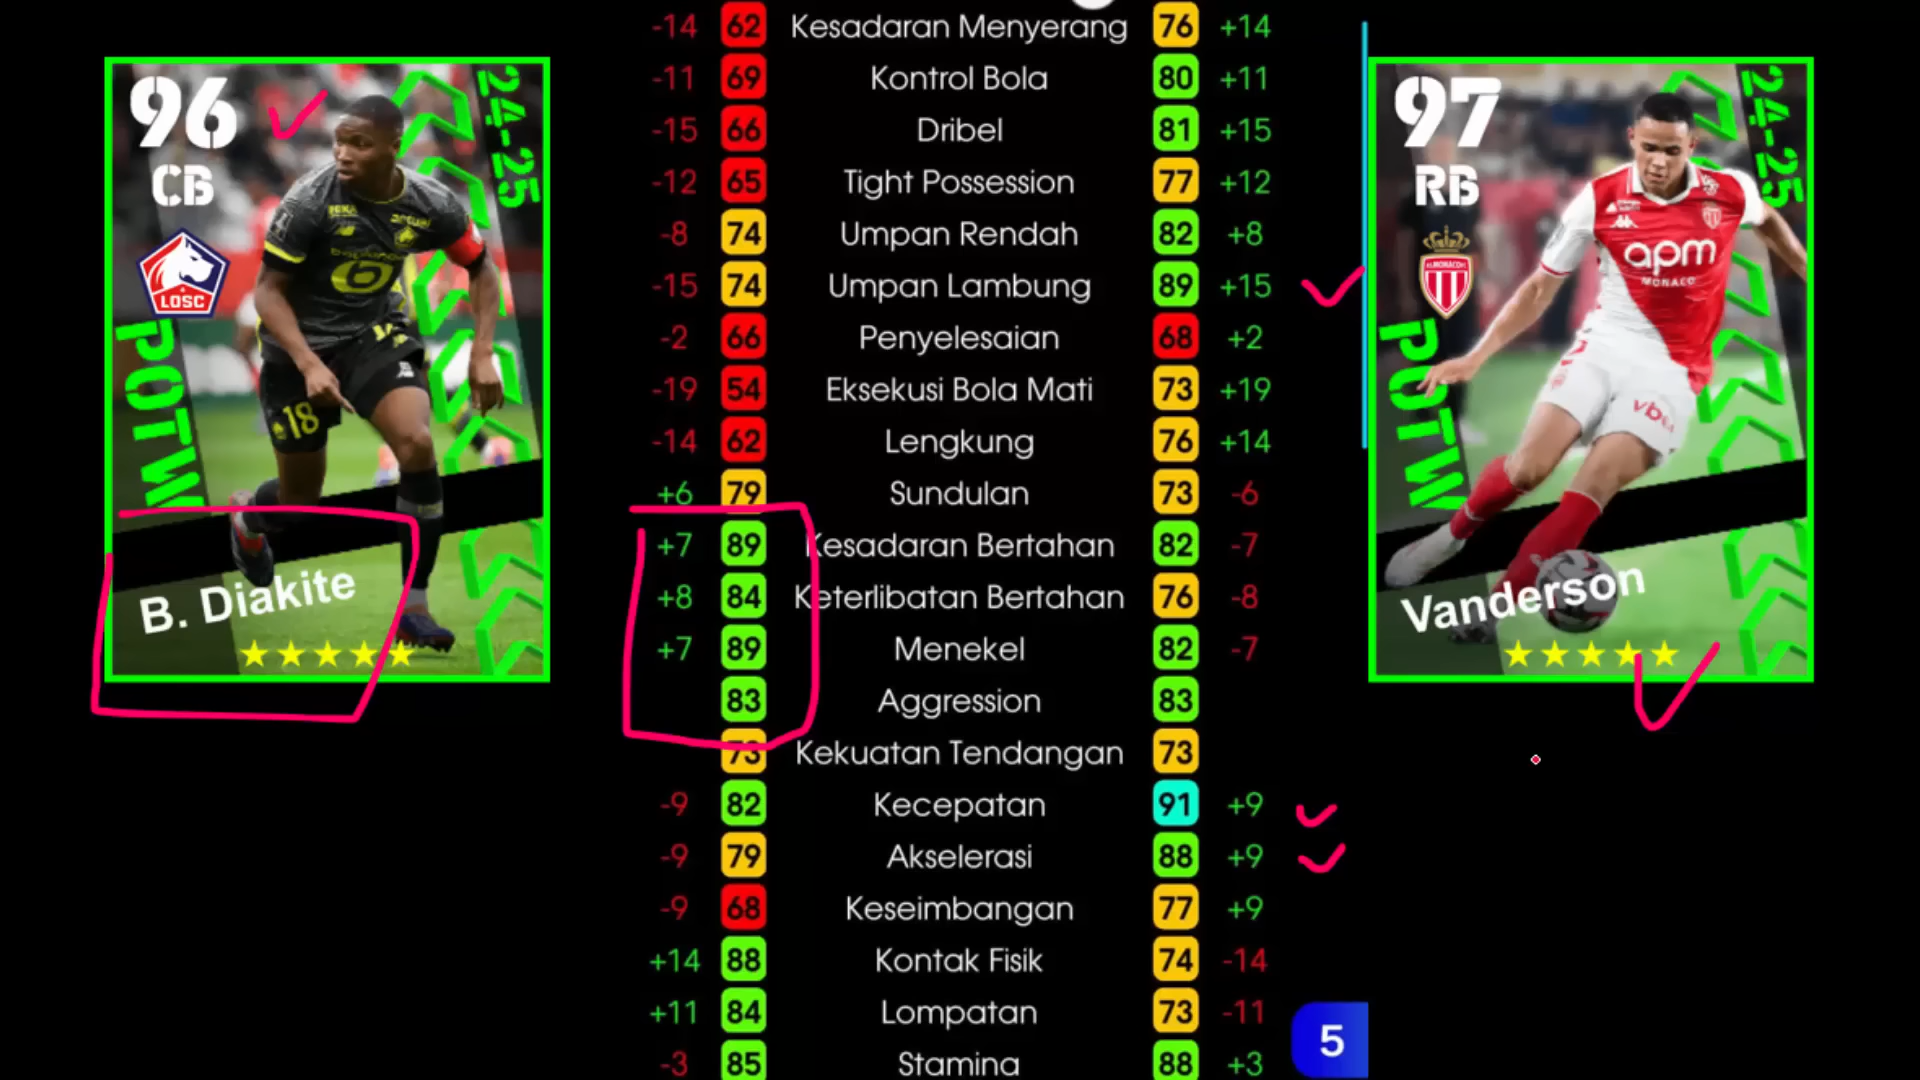 -14 62 Kesadaran Menyerang 76 +14
-11 69 Kontrol Bola 80 +11
-15 66 Dribel 81 +15
-12 65 Tight Possession 77 +12
-8 74 Umpan Rendah 82 +8
-15 74 Umpan Lambung 89 +15
-2 66 Penyelesaian 68 +2
-19 54 Eksekusi Bola Mati 73 +19
-14 62 Lengkung 76 +14
+6 79 Sundulan 73 -6
+7 89 Kesadaran Bertahan 82 -7
+8 84 Keterlibatan Bertahan 76 -8
+7 89 Menekel 82 -7
83 Aggression 83
73 Kekuatan Tendangan 73
-9 82 Kecepatan 91 +9
-9 79 Akselerasi 88 +9
-9 68 Keseimbangan 77 +9
+14 88 Kontak Fisik 74 -14
+11 84 Lompatan 73 -11
-3 85 Stamina 88 +3
96
CB
24-25
LOSC
POTW
18
B. Diakite
97
RB
24-25
apm
MONACO
POTW
Vanderson
5